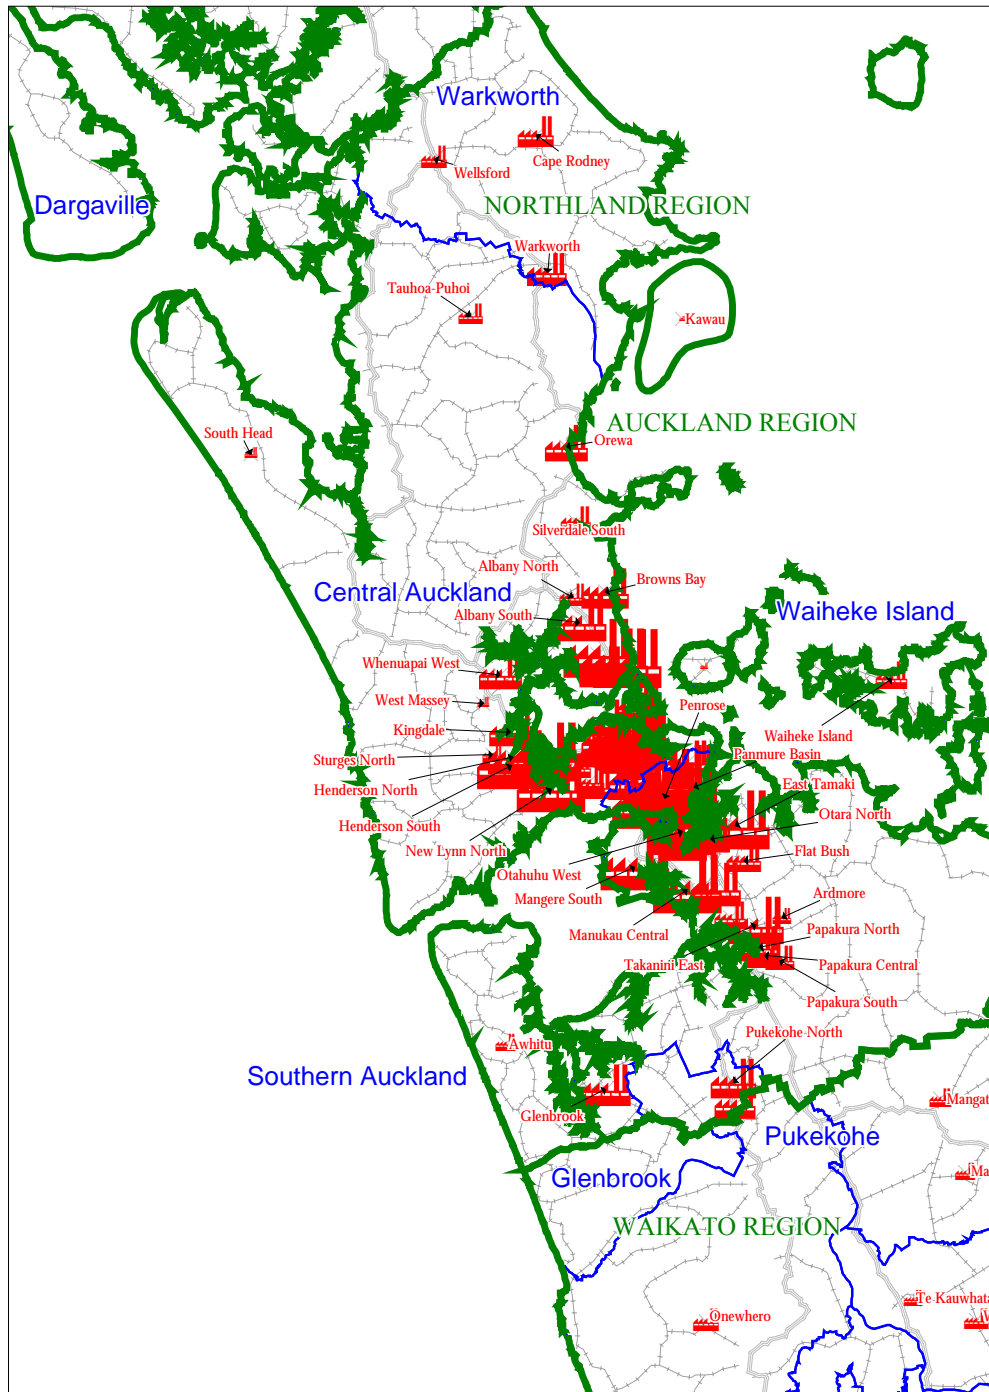 Warkworth
Cape Rodney
Wellsford
Dargaville
NORTHLAND REGION
Warkworth
Tauhoa-Puhoi
Kawau
AUCKLAND REGION
South Head
Orewa
Silverdale South
Albany North
Browns Bay
Central Auckland
Waiheke Island
Albany South
Whenuapai West
West Massey
Penrose
Kingdale
Waiheke Island
Sturges North
Panmure Basin
Henderson North
East Tamaki
Otara North
Henderson South
New Lynn North
Flat Bush
Otahuhu West
Mangere South
Ardmore
Manukau Central
Papakura North
Takanini East
Papakura Central
Papakura South
Pukekohe North
Awhitu
Southern Auckland
Mangat
Glenbrook
Pukekohe
Ma
Glenbrook
WAIKATO REGION
Te Kauwhata
Onewhero